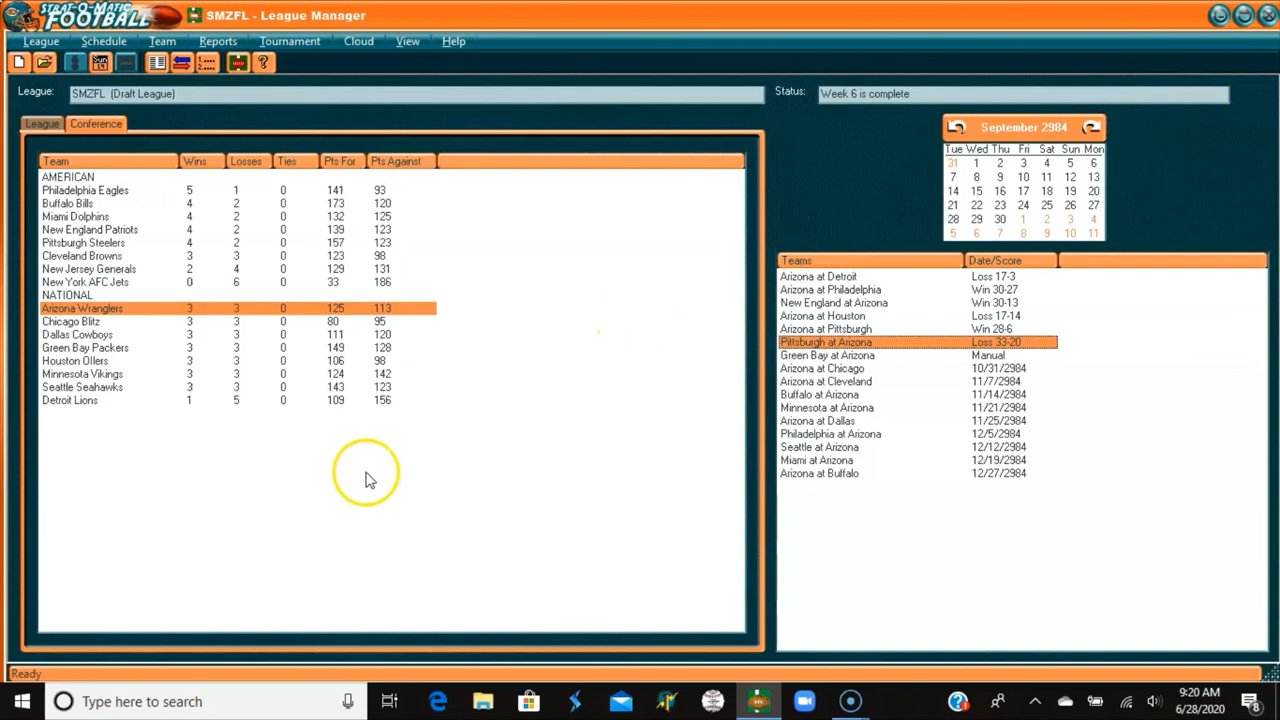 STRAT-O-MATIC FOOTBALL SMZFL - League Manager
League Schedule Team Reports Tournament Cloud View Help
League: SMZFL (Draft League) Status: Week 6 is complete
League Conference
September 2984
Tue Wed Thu Fri Sat Sun Mon
31 1 2 3 4 5 6
7 8 9 10 11 12 13
14 15 16 17 18 19 20
21 22 23 24 25 26 27
28 29 30 1 2 3 4
5 6 7 8 9 10 11
Team Wins Losses Ties Pts For Pts Against
AMERICAN
Philadelphia Eagles 5 1 0 141 93
Buffalo Bills 4 2 0 173 120
Miami Dolphins 4 2 0 132 125
New England Patriots 4 2 0 139 123
Pittsburgh Steelers 4 2 0 157 123
Cleveland Browns 3 3 0 123 98
New Jersey Generals 2 4 0 129 131
New York AFC Jets 0 6 0 33 186
NATIONAL
Arizona Wranglers 3 3 0 125 113
Chicago Blitz 3 3 0 80 95
Dallas Cowboys 3 3 0 111 120
Green Bay Packers 3 3 0 149 128
Houston OIlers 3 3 0 106 98
Minnesota Vikings 3 3 0 124 142
Seattle Seahawks 3 3 0 143 123
Detroit Lions 1 5 0 109 156
Teams Date/Score
Arizona at Detroit Loss 17-3
Arizona at Philadelphia Win 30-27
New England at Arizona Win 30-13
Arizona at Houston Loss 17-14
Arizona at Pittsburgh Win 28-6
Pittsburgh at Arizona Loss 33-20
Green Bay at Arizona Manual
Arizona at Chicago 10/31/2984
Arizona at Cleveland 11/7/2984
Buffalo at Arizona 11/14/2984
Minnesota at Arizona 11/21/2984
Arizona at Dallas 11/25/2984
Philadelphia at Arizona 12/5/2984
Seattle at Arizona 12/12/2984
Miami at Arizona 12/19/2984
Arizona at Buffalo 12/27/2984
Ready
Type here to search
9:20 AM
6/28/2020
8